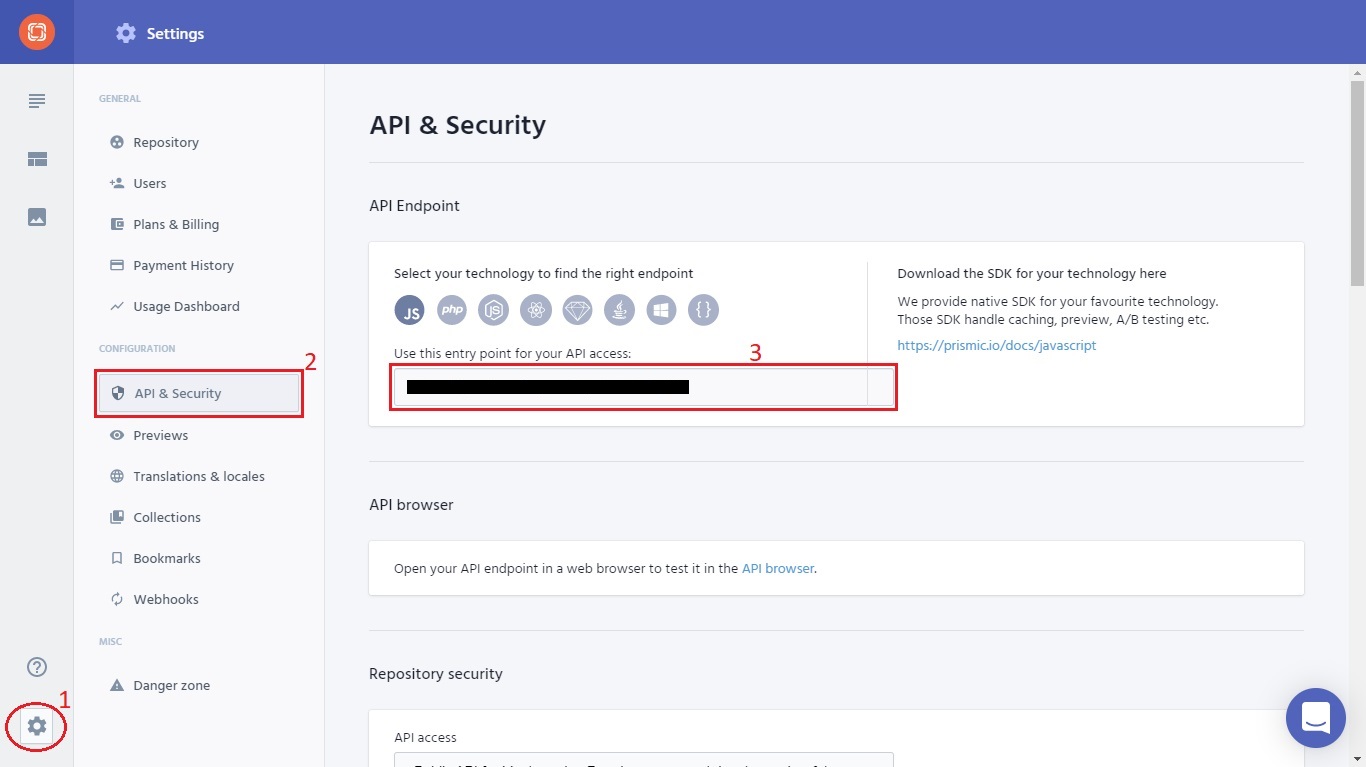 Settings
GENERAL
Repository
Users
Plans & Billing
Payment History
Usage Dashboard
CONFIGURATION
2
API & Security
Previews
Translations & locales
Collections
Bookmarks
Webhooks
MISC
Danger zone
1
API & Security
API Endpoint
Select your technology to find the right endpoint
JS
php
JS
{ }
Use this entry point for your API access:
3
Download the SDK for your technology here
We provide native SDK for your favourite technology.
Those SDK handle caching, preview, A/B testing etc.
https://prismic.io/docs/javascript
API browser
Open your API endpoint in a web browser to test it in the API browser.
Repository security
API access